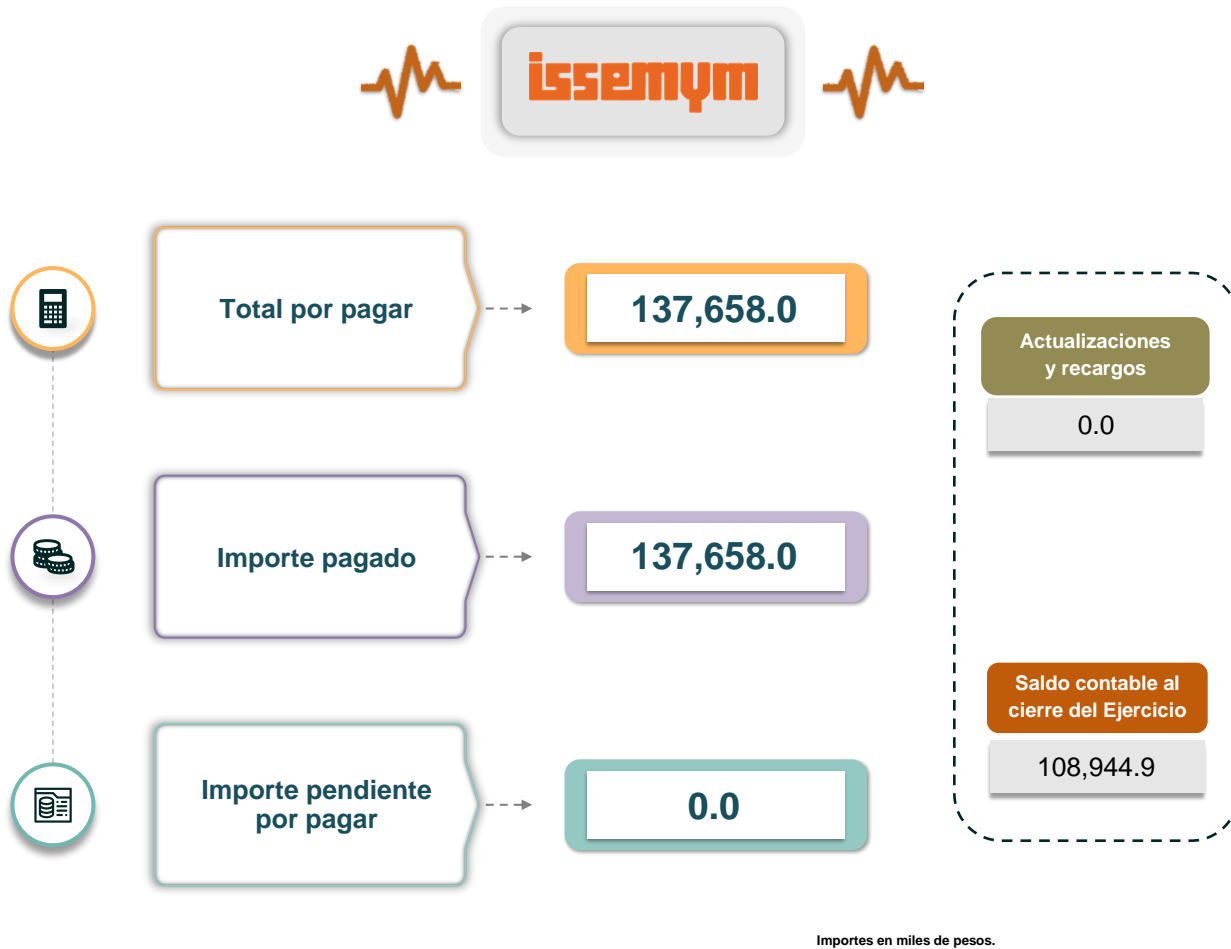 issemym
Total por pagar
137,658.0
Actualizaciones
y recargos
0.0
Importe pagado
137,658.0
Saldo contable al
cierre del Ejercicio
108,944.9
Importe pendiente
por pagar
0.0
Importes en miles de pesos.